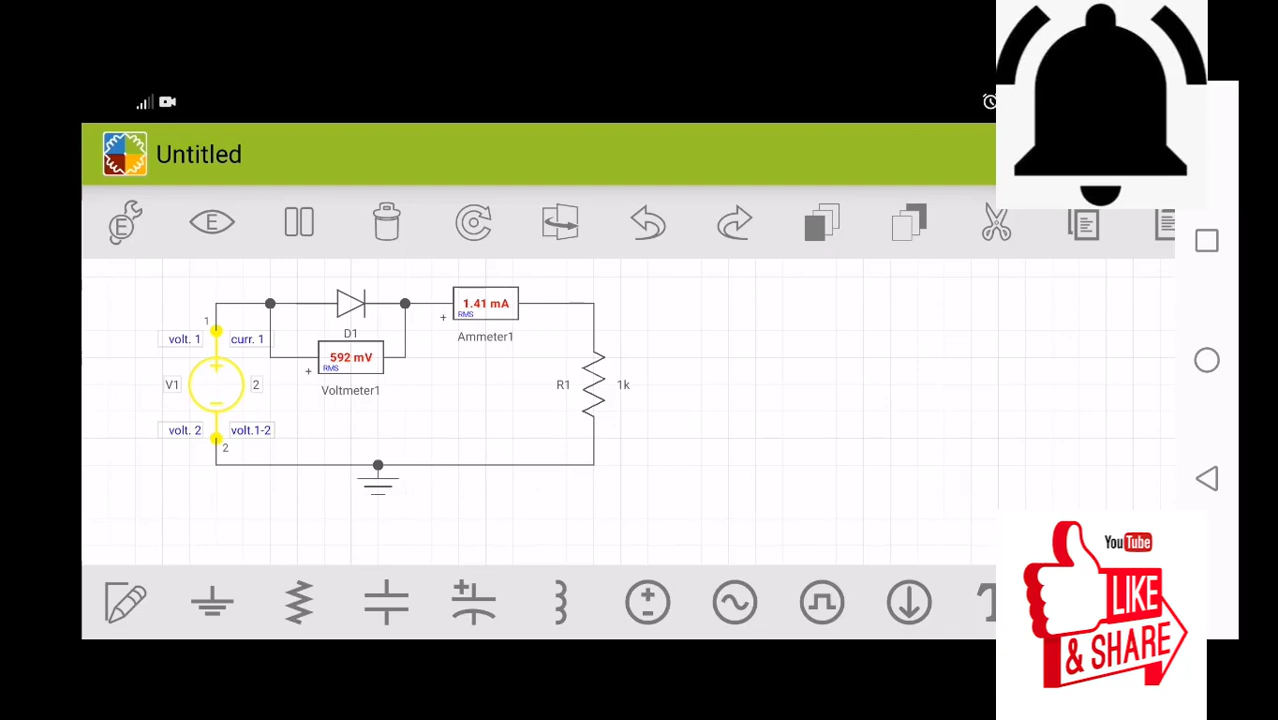 Untitled
E
E
1
1.41 mA
RMS
+
Ammeter1
volt. 1
curr. 1
D1
592 mV
RMS
+
Voltmeter1
V1
2
R1
1k
volt. 2
volt.1-2
2
T
YouTube
LIKE
& SHARE